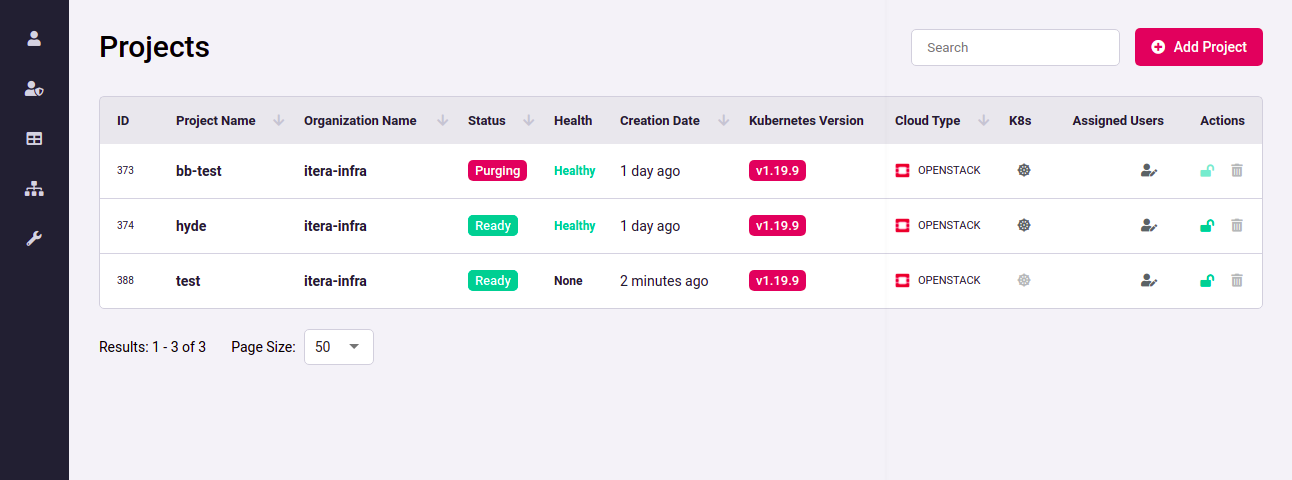 Projects
Search
Add Project
ID Project Name Organization Name Status Health Creation Date Kubernetes Version Cloud Type K8s Assigned Users Actions
373 bb-test itera-infra Purging Healthy 1 day ago v1.19.9 OPENSTACK
374 hyde itera-infra Ready Healthy 1 day ago v1.19.9 OPENSTACK
388 test itera-infra Ready None 2 minutes ago v1.19.9 OPENSTACK
Results: 1 - 3 of 3 Page Size: 50